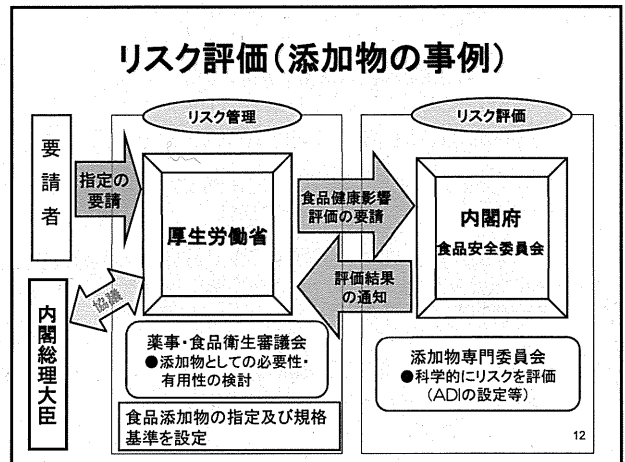 リスク評価(添加物の事例)
リスク管理
リスク評価
要請者
指定の
要請
厚生労働省
食品健康影響
評価の要請
評価結果
の通知
内閣府
食品安全委員会
協議
内閣総理大臣
薬事・食品衛生審議会
●添加物としての必要性・
有用性の検討
食品添加物の指定及び規格
基準を設定
添加物専門委員会
●科学的にリスクを評価
(ADIの設定等)
12